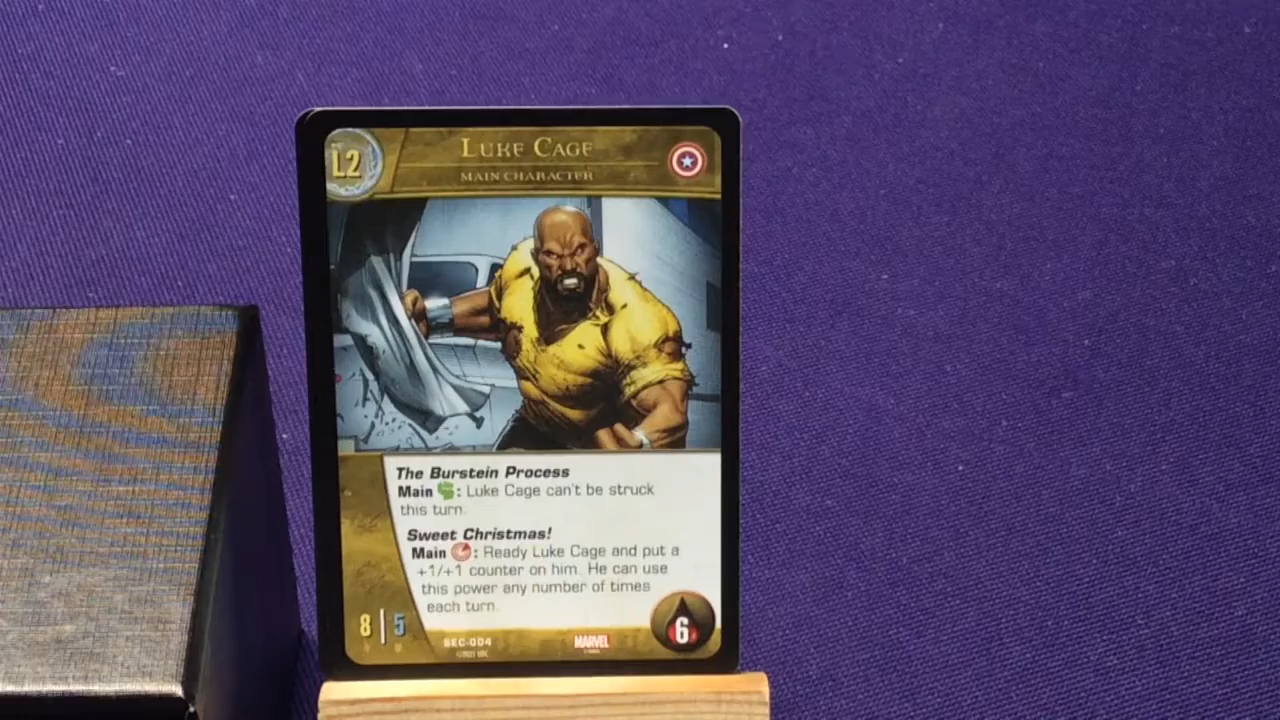 L2
LUKE CAGE
MAIN CHARACTER
The Burstein Process
Main : Luke Cage can't be struck
this turn.
Sweet Christmas!
Main : Ready Luke Cage and put a
+1/+1 counter on him. He can use
this power any number of times
each turn.
8 | 5
SEC-004
MARVEL
6